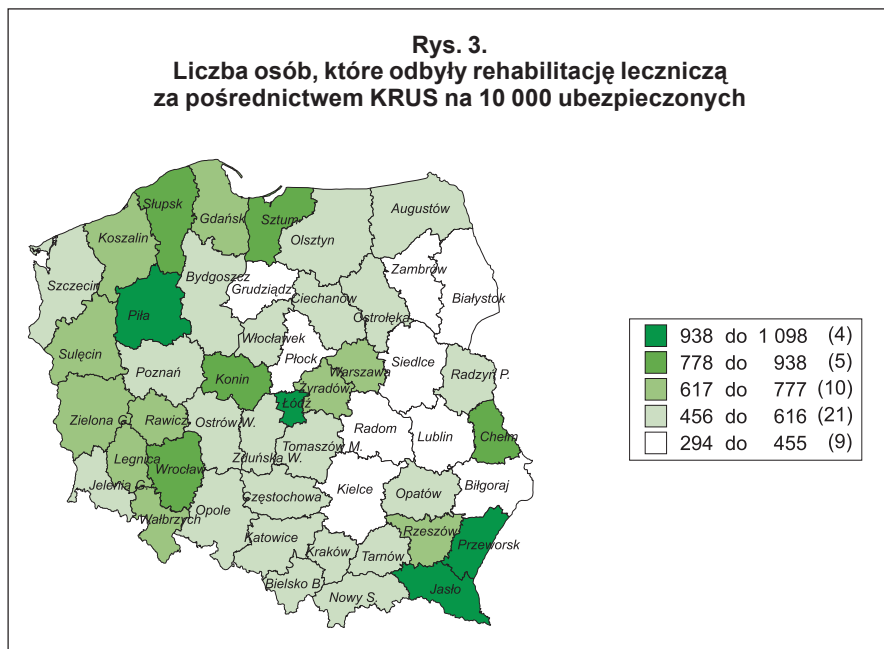 Rys. 3.
Liczba osób, które odbyły rehabilitację leczniczą
za pośrednictwem KRUS na 10 000 ubezpieczonych
Słupsk
Gdańsk
Sztum
Augustów
Koszalin
Olsztyn
Szczecin
Bydgoszcz
Grudziądz
Zambrów
Białystok
Ciechanów
Piła
Ostrołęka
Włocławek
Sulęcin
Płock
Siedlce
Poznań
Konin
Warszawa
Radzyń P.
Żyrardów
Łódź
Zielona G.
Rawicz
Ostrów W.
Radom
Lublin
Chełm
Tomaszów M.
Zduńska W.
Legnica
Wrocław
Jelenia G.
Częstochowa
Kielce
Opatów
Biłgoraj
Wałbrzych
Opole
Katowice
Rzeszów
Przeworsk
Kraków
Tarnów
Bielsko B.
Jasło
Nowy S.
938 do 1 098 (4)
778 do 938 (5)
617 do 777 (10)
456 do 616 (21)
294 do 455 (9)